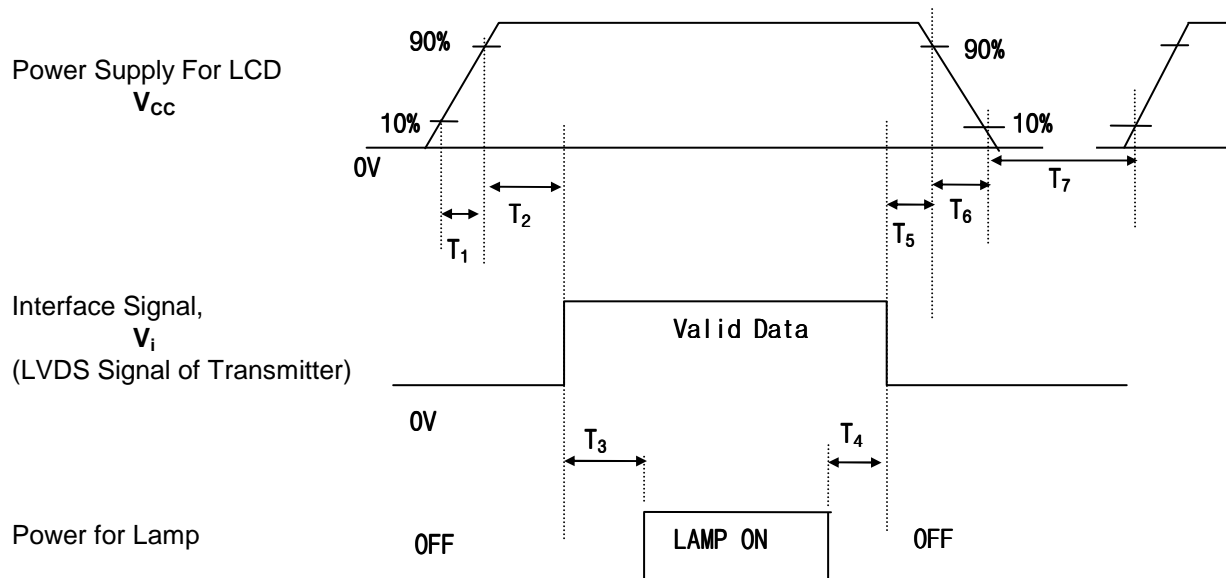 Power Supply For LCD
VCC
90%
10%
0V
90%
10%
T1
T2
T5
T6
T7
Interface Signal,
Vi
(LVDS Signal of Transmitter)
Valid Data
0V
T3
T4
Power for Lamp
OFF
LAMP ON
OFF